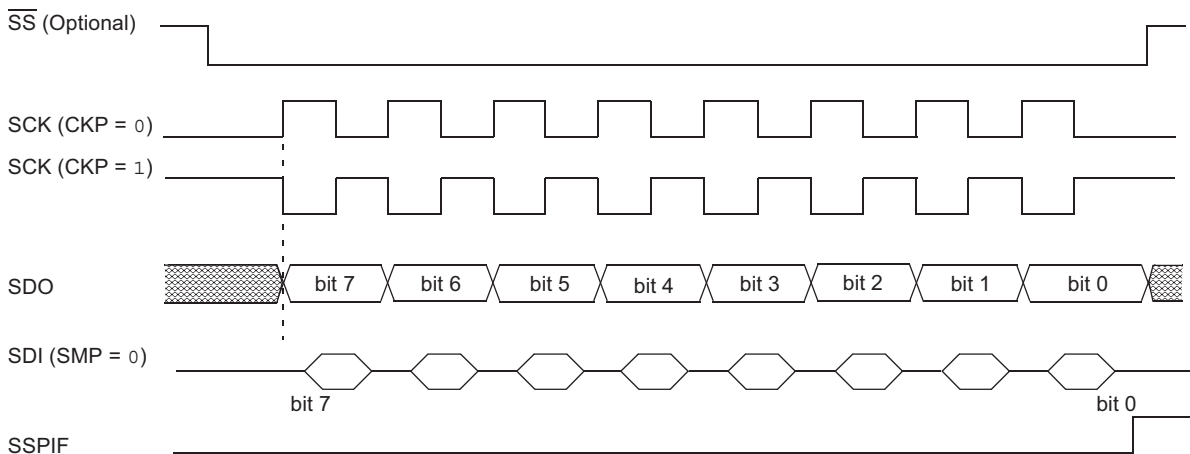 SS (Optional)
SCK (CKP = 0)
SCK (CKP = 1)
SDO bit 7 bit 6 bit 5 bit 4 bit 3 bit 2 bit 1 bit 0
SDI (SMP = 0)
bit 7 bit 0
SSPIF